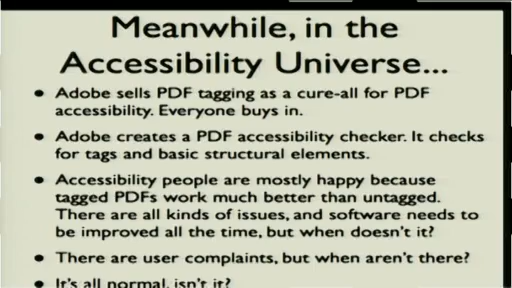 Meanwhile, in the
Accessibility Universe...
• Adobe sells PDF tagging as a cure-all for PDF
accessibility. Everyone buys in.
• Adobe creates a PDF accessibility checker. It checks
for tags and basic structural elements.
• Accessibility people are mostly happy because
tagged PDFs work much better than untagged.
There are all kinds of issues, and software needs to
be improved all the time, but when doesn't it?
• There are user complaints, but when aren't there?
• It's all normal, isn't it?